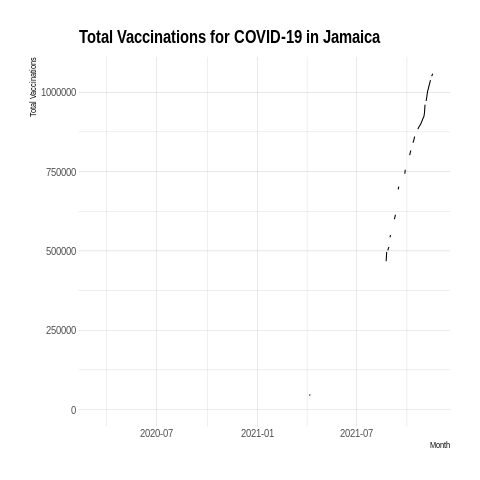 Total Vaccinations for COVID-19 in Jamaica
Total Vaccinations
1000000
750000
500000
250000
0
2020-07 2021-01 2021-07
Month